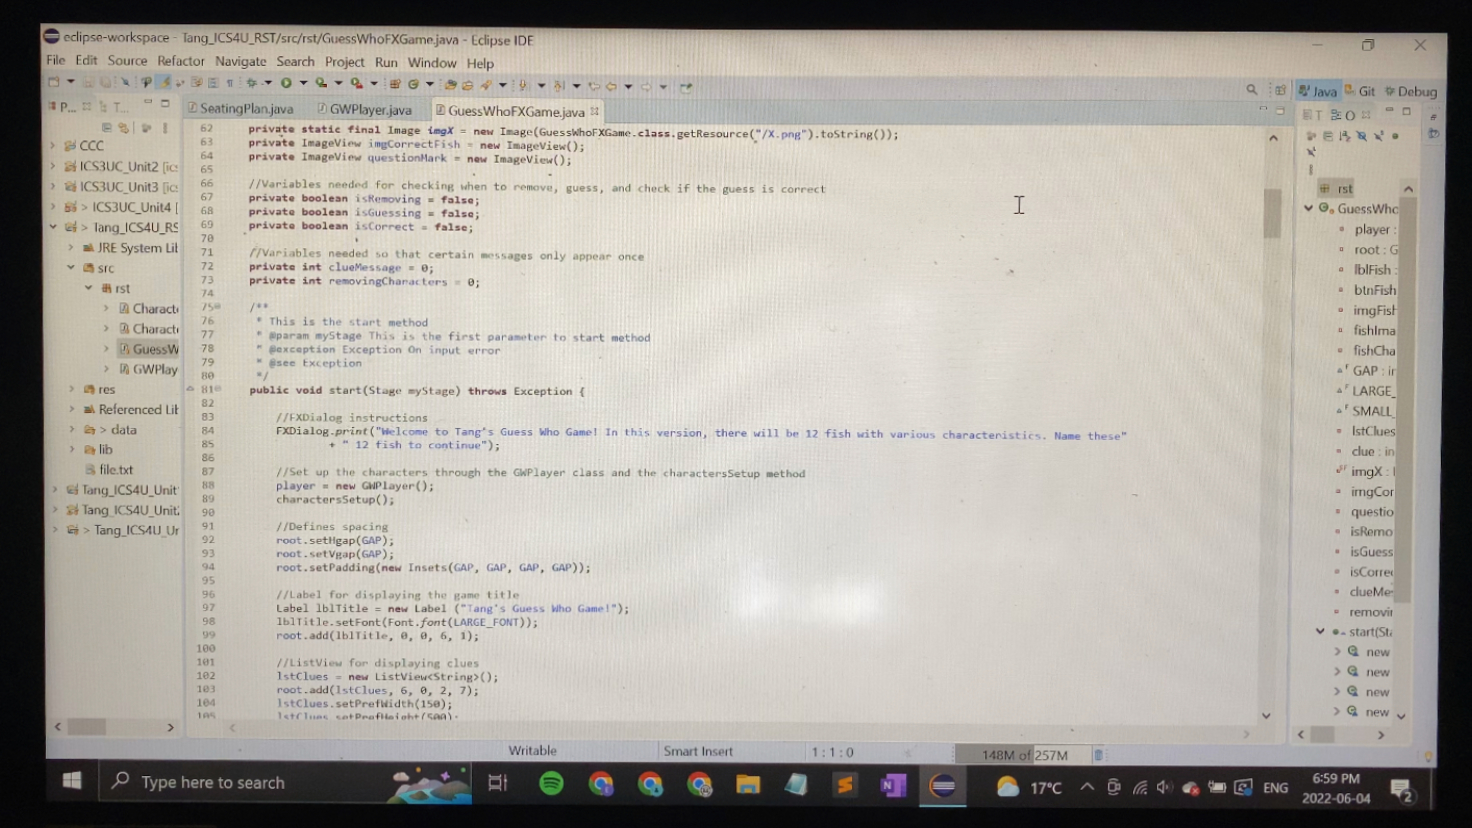 eclipse-workspace - Tang_ICS4U_RST/src/rst/GuessWhoFXGame.java - Eclipse IDE
File Edit Source Refactor Navigate Search Project Run Window Help
Java Git Debug
P... T...
SeatingPlan.java GWPlayer.java GuessWhoFXGame.java
CCC
ICS3UC_Unit2 [ics
ICS3UC_Unit3 [ics
> ICS3UC_Unit4 [
> Tang_ICS4U_RS
JRE System Lib
src
rst
Characte
Characte
GuessW
GWPlay
res
Referenced Lib
> data
lib
file.txt
Tang_ICS4U_Unit
Tang_ICS4U_Unit
> Tang_ICS4U_Ur
62 private static final Image imgX = new Image(GuessWhoFXGame.class.getResource("/X.png").toString());
63 private ImageView imgCorrectFish = new ImageView();
64 private ImageView questionMark = new ImageView();
65
66 //Variables needed for checking when to remove, guess, and check if the guess is correct
67 private boolean isRemoving = false;
68 private boolean isGuessing = false;
69 private boolean isCorrect = false;
70
71 //Variables needed so that certain messages only appear once
72 private int clueMessage = 0;
73 private int removingCharacters = 0;
74
75 /**
76 * This is the start method
77 * @param myStage This is the first parameter to start method
78 * @exception Exception On input error
79 * @see Exception
80 */
81 public void start(Stage myStage) throws Exception {
82
83 //FXDialog instructions
84 FXDialog.print("Welcome to Tang's Guess Who Game! In this version, there will be 12 fish with various characteristics. Name these"
85 + " 12 fish to continue");
86
87 //Set up the characters through the GWPlayer class and the charactersSetup method
88 player = new GWPlayer();
89 charactersSetup();
90
91 //Defines spacing
92 root.setHgap(GAP);
93 root.setVgap(GAP);
94 root.setPadding(new Insets(GAP, GAP, GAP, GAP));
95
96 //Label for displaying the game title
97 Label lblTitle = new Label ("Tang's Guess Who Game!");
98 lblTitle.setFont(Font.font(LARGE_FONT));
99 root.add(lblTitle, 0, 0, 6, 1);
100
101 //ListView for displaying clues
102 lstClues = new ListView<String>();
103 root.add(lstClues, 6, 0, 2, 7);
104 lstClues.setPrefWidth(150);
105 lstClues.setPrefHeight(500);
rst
GuessWho
player :
root : G
lblFish :
btnFish
imgFish
fishIma
fishCha
GAP : in
LARGE_
SMALL_
lstClues
clue : in
imgX : I
imgCor
questio
isRemo
isGuess
isCorrec
clueMe
removin
start(Sta
new
new
new
new
Writable Smart Insert 1 : 1 : 0 148M of 257M
Type here to search
17°C ENG 6:59 PM
2022-06-04 2